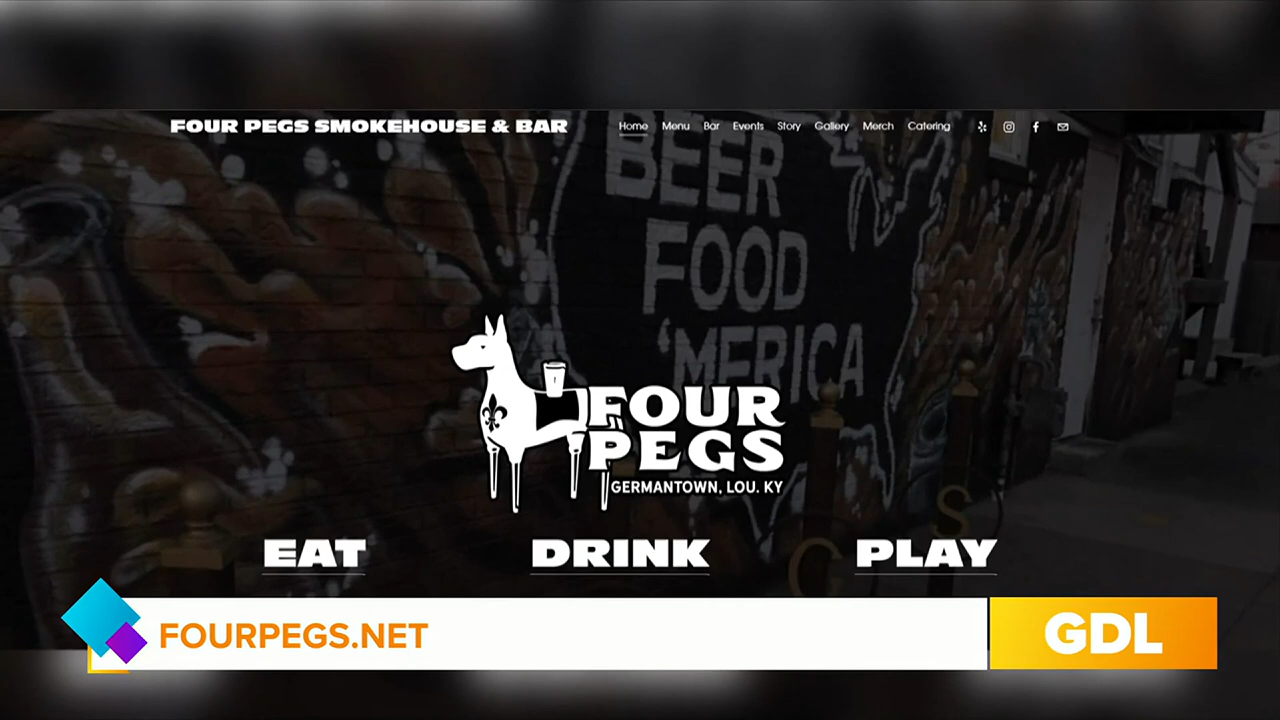 FOUR PEGS SMOKEHOUSE & BAR
Home Menu Bar Events Story Gallery Merch Catering
BEER
FOOD
'MERICA
FOUR
PEGS
GERMANTOWN, LOU. KY
EAT DRINK PLAY
G S
FOURPEGS.NET
GDL